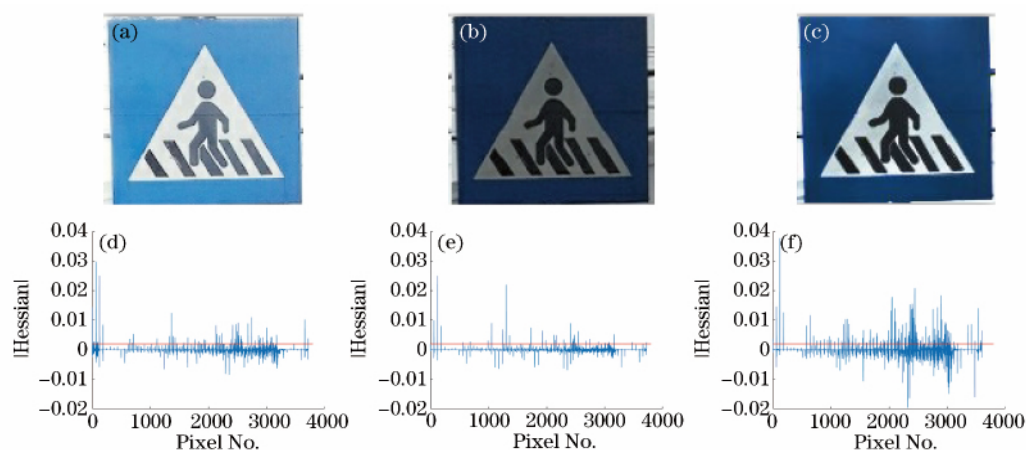 (a) (b) (c)
(d) (e) (f)
|Hessian| |Hessian| |Hessian|
0.04 0.04 0.04
0.03 0.03 0.03
0.02 0.02 0.02
0.01 0.01 0.01
0 0 0
−0.01 −0.01 −0.01
−0.02 −0.02 −0.02
0 1000 2000 3000 4000 0 1000 2000 3000 4000 0 1000 2000 3000 4000
Pixel No. Pixel No. Pixel No.